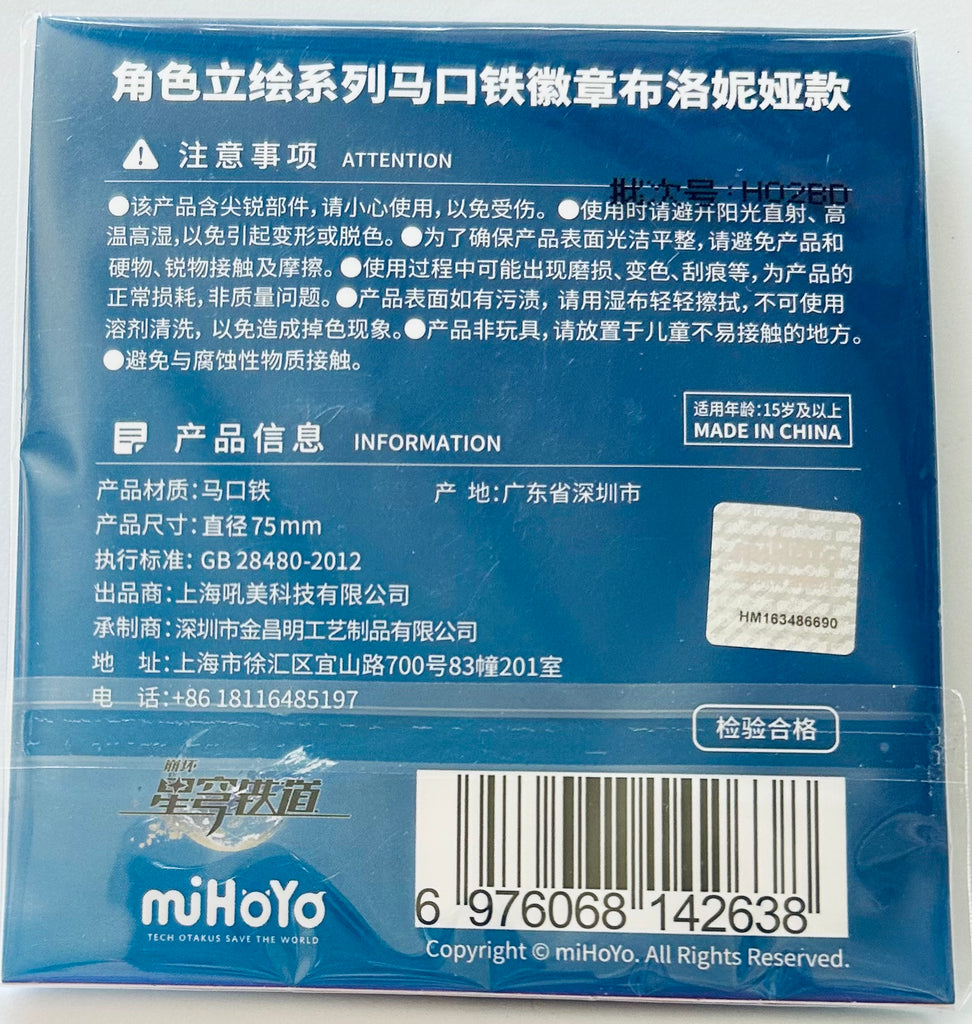 角色立绘系列马口铁徽章布洛妮娅款
注意事项 ATTENTION
批次号:H02BD
●该产品含尖锐部件,请小心使用,以免受伤。●使用时请避开阳光直射、高
温高湿,以免引起变形或脱色。●为了确保产品表面光洁平整,请避免产品和
硬物、锐物接触及摩擦。●使用过程中可能出现磨损、变色、刮痕等,为产品的
正常损耗,非质量问题。●产品表面如有污渍，请用湿布轻轻擦拭,不可使用
溶剂清洗，以免造成掉色现象。●产品非玩具,请放置于儿童不易接触的地方。
●避免与腐蚀性物质接触。
适用年龄:15岁及以上
MADE IN CHINA
产品信息 INFORMATION
产品材质:马口铁 产 地:广东省深圳市
产品尺寸:直径75mm
执行标准: GB 28480-2012
出品商:上海吼美科技有限公司
承制商:深圳市金昌明工艺制品有限公司
地 址:上海市徐汇区宜山路700号83幢201室
电 话:+86 18116485197
miHoYo
HM163486690
检验合格
崩坏
星穹铁道
miHoYo
TECH OTAKUS SAVE THE WORLD
6 976068 142638
Copyright © miHoYo. All Rights Reserved.